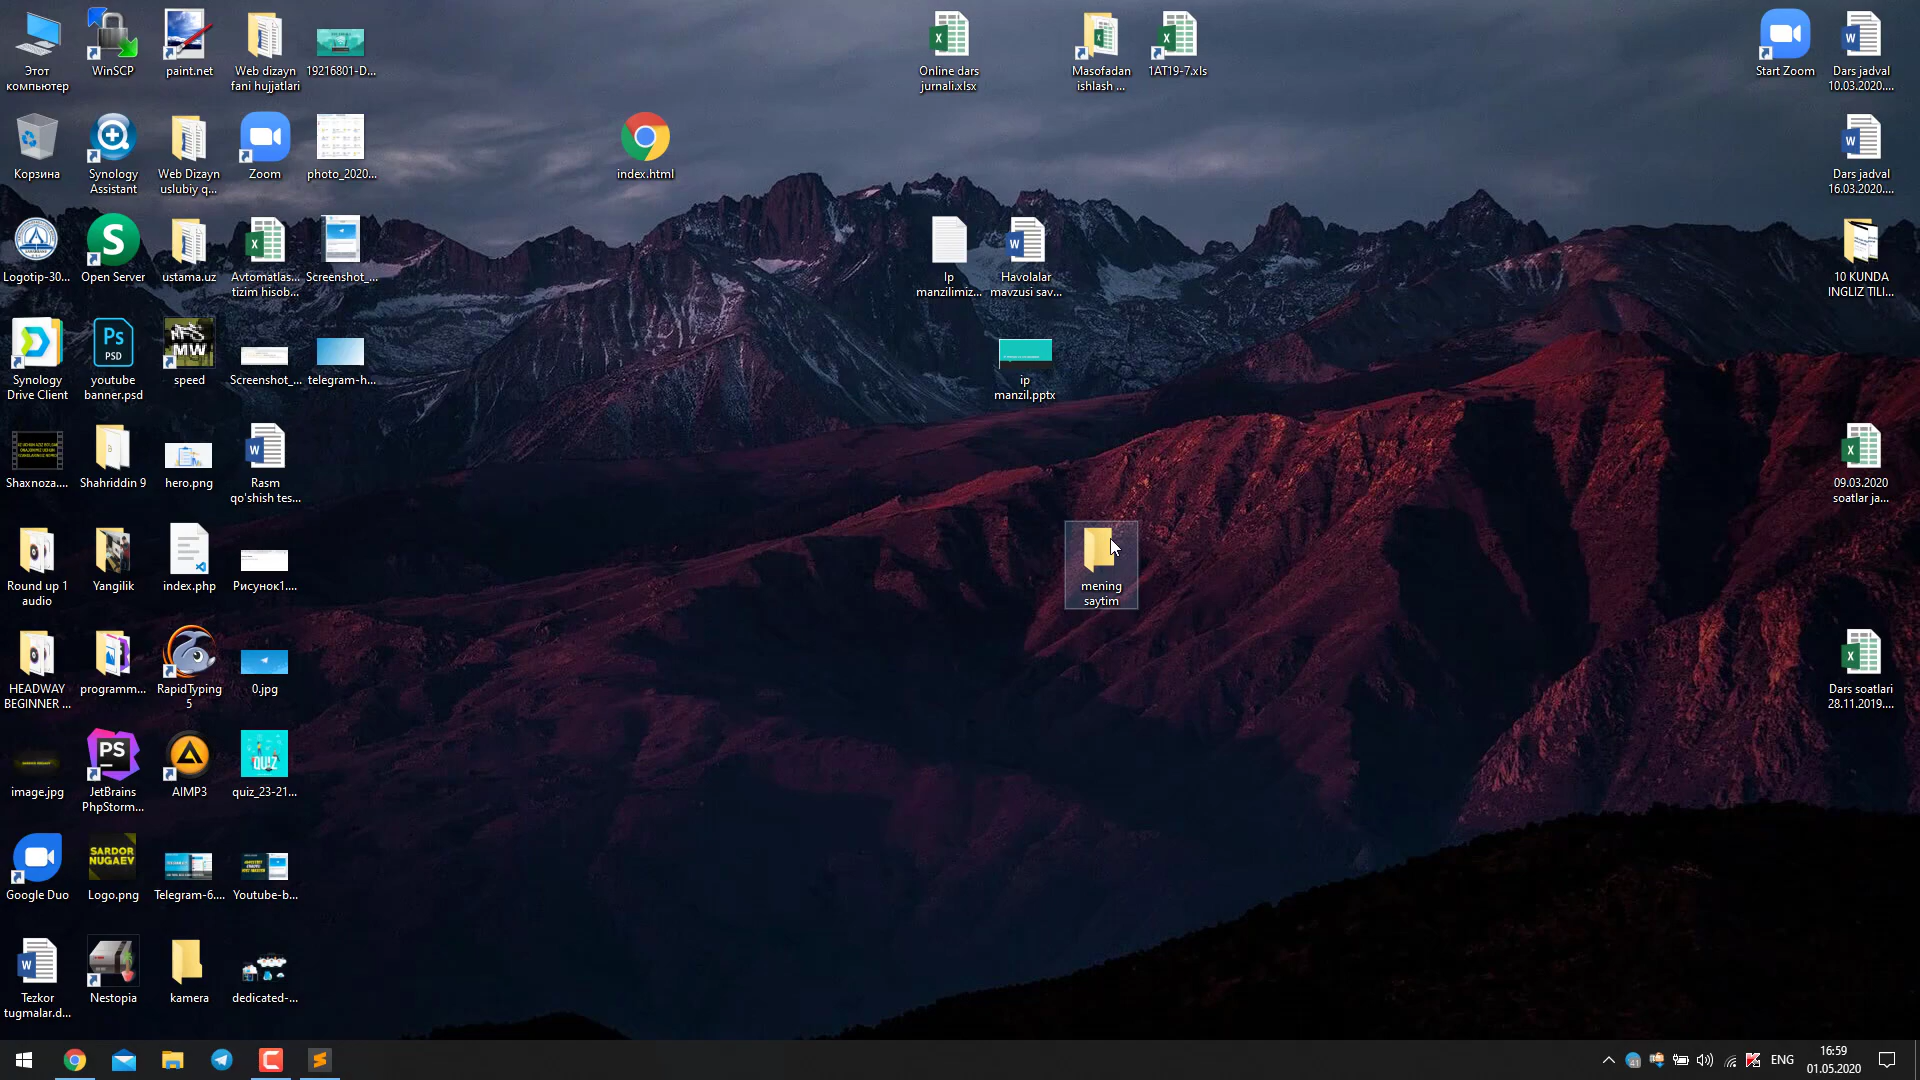 Этот
компьютер
WinSCP
paint.net
Web dizayn
fani hujjatlari
19216801-D...
Online dars
jurnali.xlsx
Masofadan
ishlash ...
1AT19-7.xls
Start Zoom
Dars jadval
10.03.2020....
Корзина
Synology
Assistant
Web Dizayn
uslubiy q...
Zoom
photo_2020...
index.html
Dars jadval
16.03.2020....
Logotip-30...
Open Server
ustama.uz
Avtomatlas...
tizim hisob...
Screenshot_...
Ip
manzilimiz...
Havolalar
mavzusi sav...
10 KUNDA
INGLIZ TILI...
Synology
Drive Client
Ps
PSD
youtube
banner.psd
speed
Screenshot_...
telegram-h...
ip
manzil.pptx
Shaxnoza....
Shahriddin 9
hero.png
Rasm
qo'shish tes...
09.03.2020
soatlar ja...
Round up 1
audio
Yangilik
index.php
Рисунок1....
mening
saytim
HEADWAY
BEGINNER ...
programm...
RapidTyping
5
0.jpg
Dars soatlari
28.11.2019....
image.jpg
PS
JetBrains
PhpStorm...
AIMP3
QUIZ
quiz_23-21...
Google Duo
SARDOR
NUGAEV
Logo.png
Telegram-6....
Youtube-b...
Tezkor
tugmalar.d...
Nestopia
kamera
dedicated-...
ENG
16:59
01.05.2020